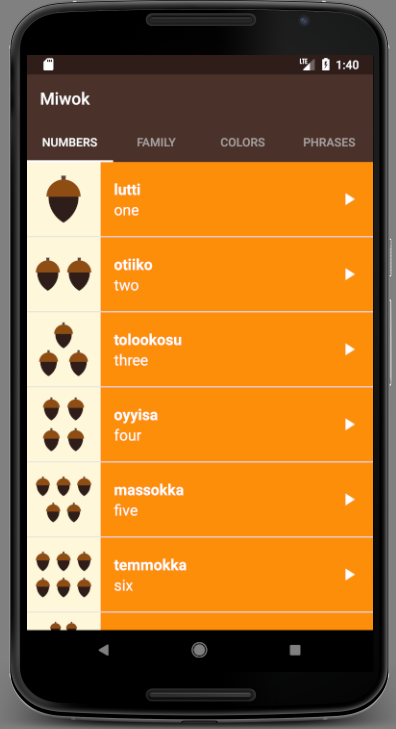 LTE 1:40
Miwok
NUMBERS FAMILY COLORS PHRASES
lutti
one
otiiko
two
tolookosu
three
oyyisa
four
massokka
five
temmokka
six